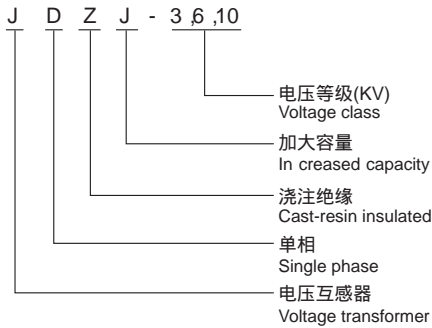 J D Z J - 3 ,6 ,10
电压等级(KV)
Voltage class
加大容量
In creased capacity
浇注绝缘
Cast-resin insulated
单相
Single phase
电压互感器
Voltage transformer